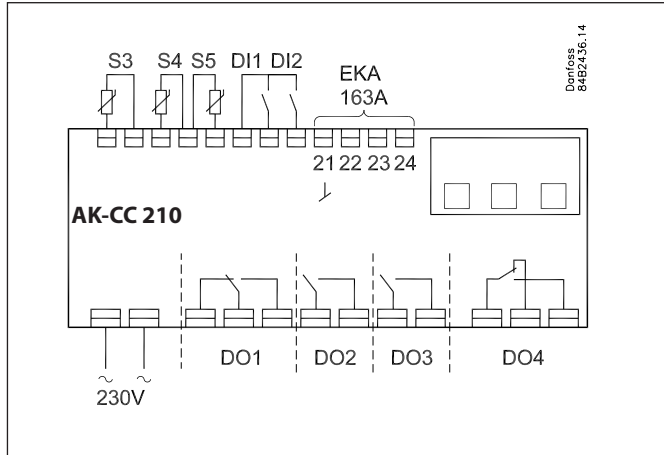 Danfoss
84B2436.14
S3 S4 S5 DI1 DI2
EKA
163A
21 22 23 24
AK-CC 210
DO1 DO2 DO3 DO4
~ ~
230V